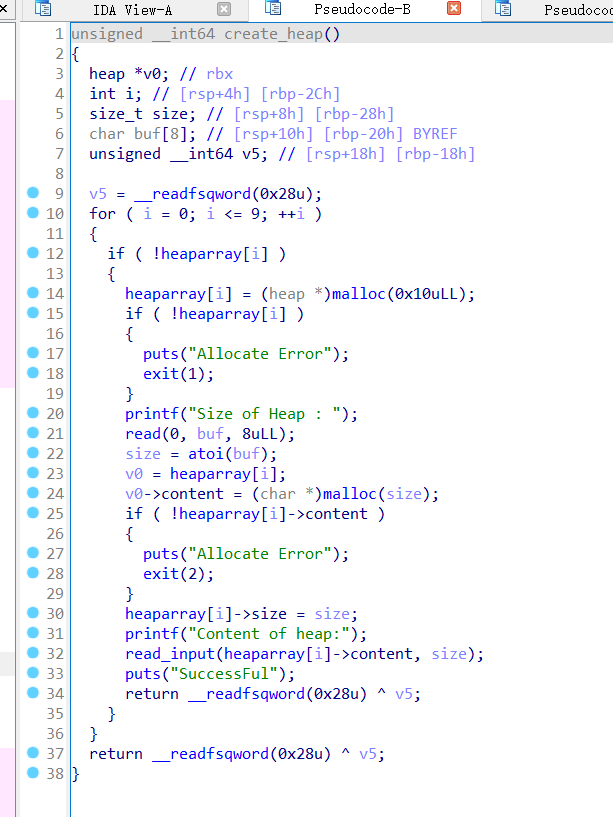 IDA View-A Pseudocode-B Pseudoco
1 unsigned __int64 create_heap()
2 {
3   heap *v0; // rbx
4   int i; // [rsp+4h] [rbp-2Ch]
5   size_t size; // [rsp+8h] [rbp-28h]
6   char buf[8]; // [rsp+10h] [rbp-20h] BYREF
7   unsigned __int64 v5; // [rsp+18h] [rbp-18h]
8
9   v5 = __readfsqword(0x28u);
10   for ( i = 0; i <= 9; ++i )
11   {
12     if ( !heaparray[i] )
13     {
14       heaparray[i] = (heap *)malloc(0x10uLL);
15       if ( !heaparray[i] )
16       {
17         puts("Allocate Error");
18         exit(1);
19       }
20       printf("Size of Heap : ");
21       read(0, buf, 8uLL);
22       size = atoi(buf);
23       v0 = heaparray[i];
24       v0->content = (char *)malloc(size);
25       if ( !heaparray[i]->content )
26       {
27         puts("Allocate Error");
28         exit(2);
29       }
30       heaparray[i]->size = size;
31       printf("Content of heap:");
32       read_input(heaparray[i]->content, size);
33       puts("SuccessFul");
34       return __readfsqword(0x28u) ^ v5;
35     }
36   }
37   return __readfsqword(0x28u) ^ v5;
38 }